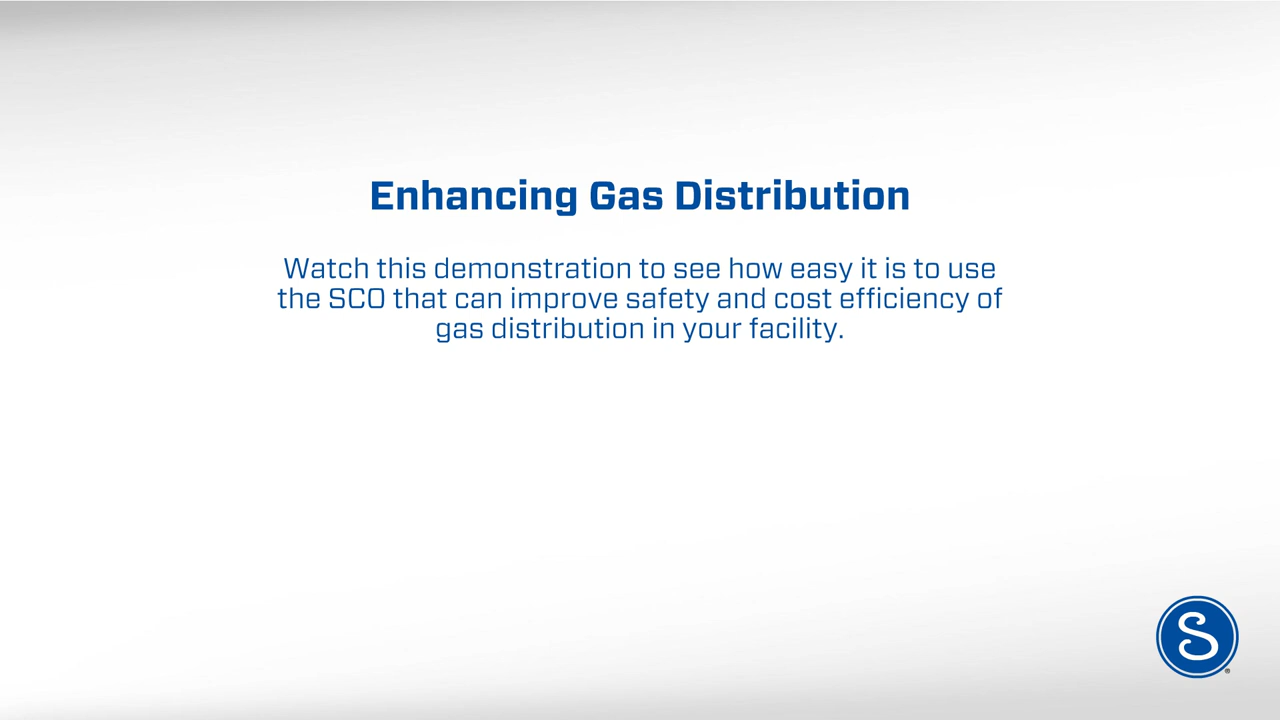 Enhancing Gas Distribution
Watch this demonstration to see how easy it is to use
the SCO that can improve safety and cost efficiency of
gas distribution in your facility.
S
®